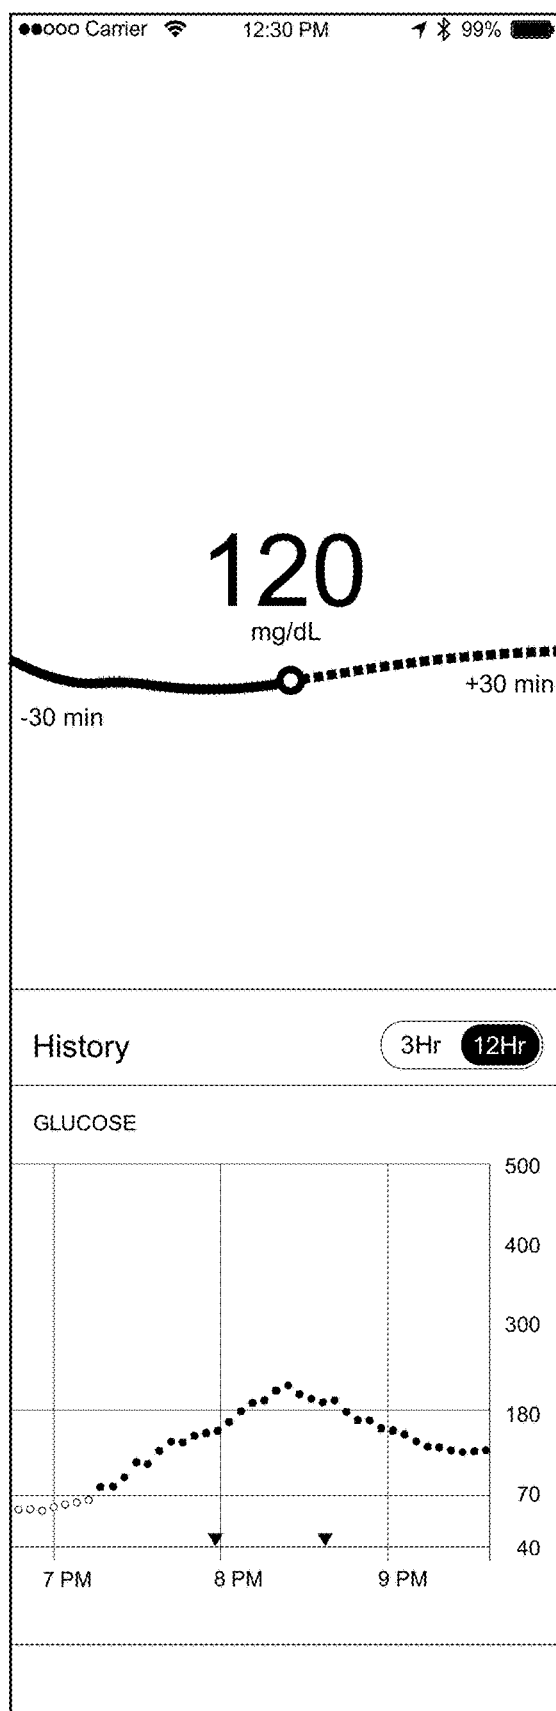 Carrier 12:30 PM 99%
120
mg/dL
-30 min
+30 min
History 3Hr 12Hr
GLUCOSE
500
400
300
180
70
40
7 PM 8 PM 9 PM